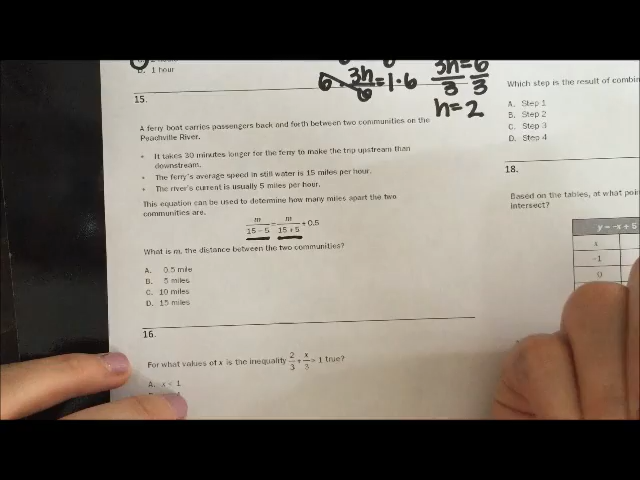 D. 1 hour
6 · 3h/6 = 1 · 6
3h = 6
3 3
h = 2
15.
A ferry boat carries passengers back and forth between two communities on the
Peachville River.
• It takes 30 minutes longer for the ferry to make the trip upstream than
downstream.
• The ferry's average speed in still water is 15 miles per hour.
• The river's current is usually 5 miles per hour.
This equation can be used to determine how many miles apart the two
communities are.
m/(15 − 5) = m/(15 + 5) + 0.5
What is m, the distance between the two communities?
A. 0.5 mile
B. 5 miles
C. 10 miles
D. 15 miles
16.
For what values of x is the inequality 2/3 + x/3 > 1 true?
A. x < 1
Which step is the result of combin
A. Step 1
B. Step 2
C. Step 3
D. Step 4
18.
Based on the tables, at what poi
intersect?
y = -x + 5
x
-1
0